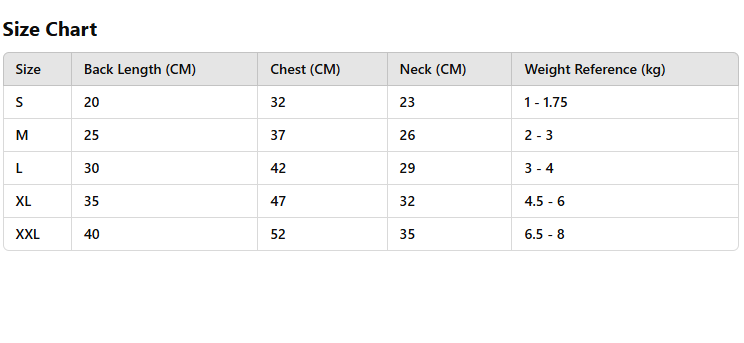 Size Chart
Size Back Length (CM) Chest (CM) Neck (CM) Weight Reference (kg)
S 20 32 23 1 - 1.75
M 25 37 26 2 - 3
L 30 42 29 3 - 4
XL 35 47 32 4.5 - 6
XXL 40 52 35 6.5 - 8